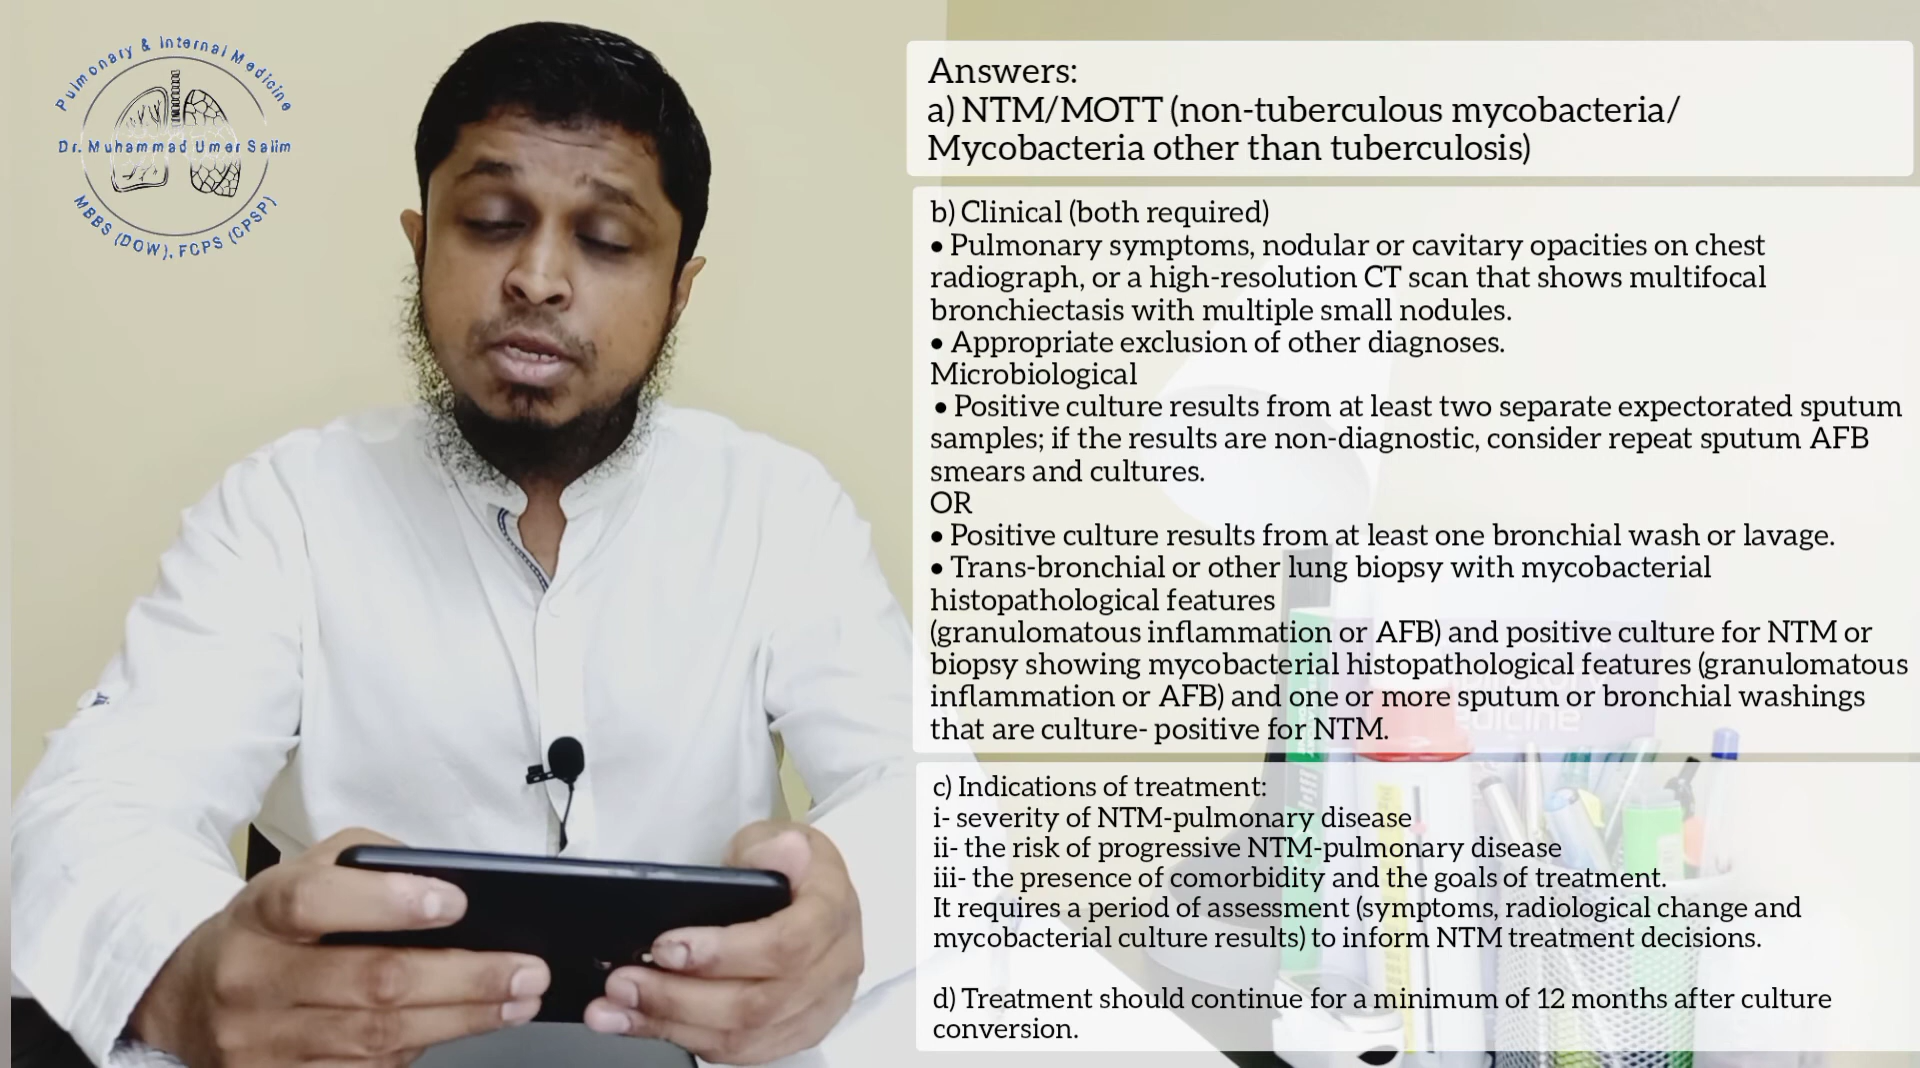 Pulmonary & Internal Medicine
Dr. Muhammad Umer Salim
MBBS (DOW), FCPS (CPSP)
Answers:
a) NTM/MOTT (non-tuberculous mycobacteria/
Mycobacteria other than tuberculosis)
b) Clinical (both required)
• Pulmonary symptoms, nodular or cavitary opacities on chest
radiograph, or a high-resolution CT scan that shows multifocal
bronchiectasis with multiple small nodules.
• Appropriate exclusion of other diagnoses.
Microbiological
• Positive culture results from at least two separate expectorated sputum
samples; if the results are non-diagnostic, consider repeat sputum AFB
smears and cultures.
OR
• Positive culture results from at least one bronchial wash or lavage.
• Trans-bronchial or other lung biopsy with mycobacterial
histopathological features
(granulomatous inflammation or AFB) and positive culture for NTM or
biopsy showing mycobacterial histopathological features (granulomatous
inflammation or AFB) and one or more sputum or bronchial washings
that are culture- positive for NTM.
c) Indications of treatment:
i- severity of NTM-pulmonary disease
ii- the risk of progressive NTM-pulmonary disease
iii- the presence of comorbidity and the goals of treatment.
It requires a period of assessment (symptoms, radiological change and
mycobacterial culture results) to inform NTM treatment decisions.
d) Treatment should continue for a minimum of 12 months after culture
conversion.